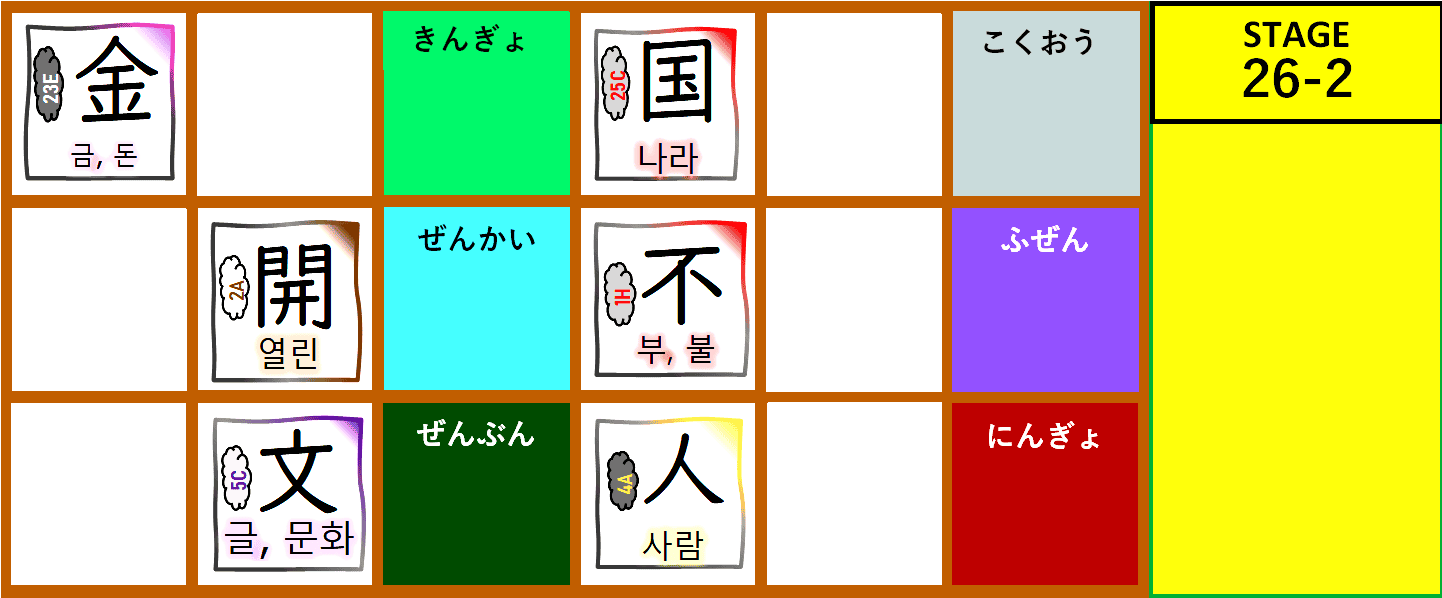 23E
金
금, 돈
きんぎょ
25C
国
나라
こくおう
STAGE
26-2
2A
開
열린
ぜんかい
1H
不
부, 불
ふぜん
5C
文
글, 문화
ぜんぶん
4A
人
사람
にんぎょ